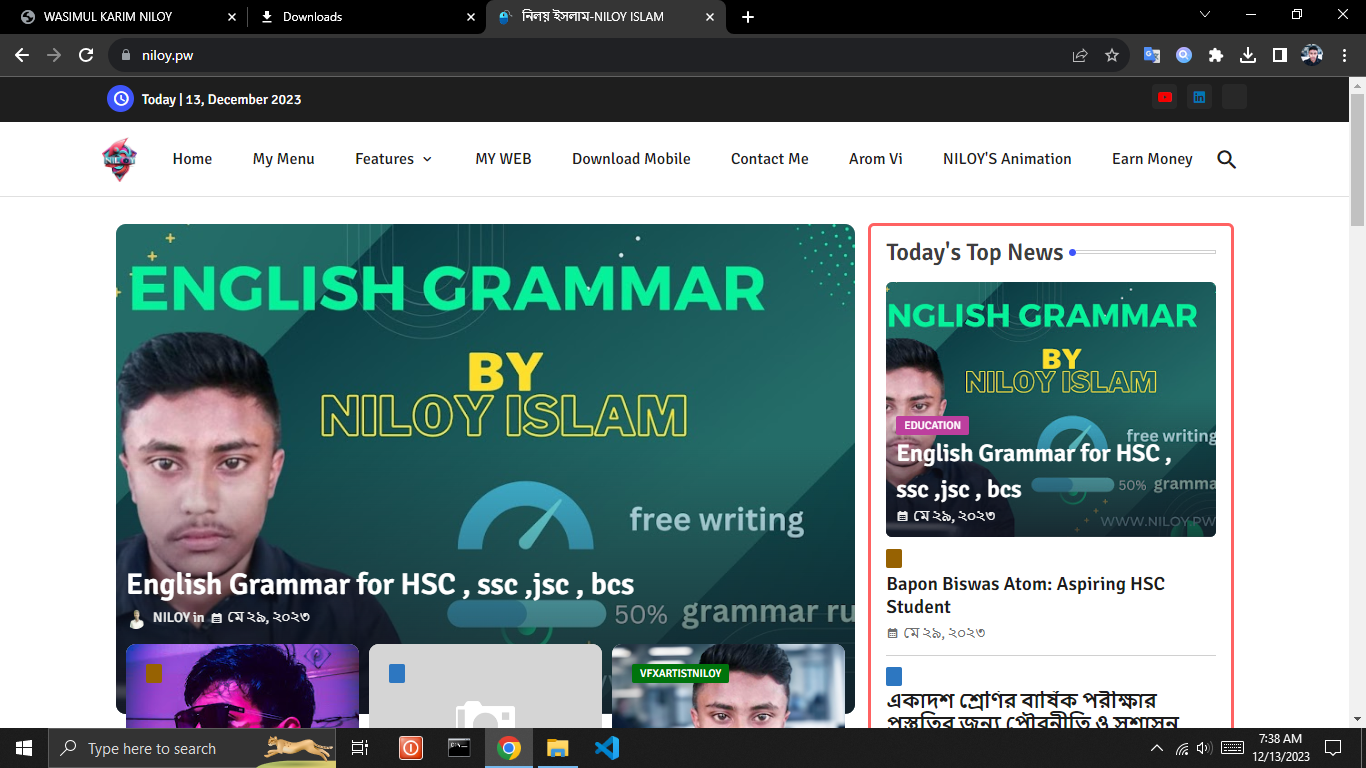 WASIMUL KARIM NILOY
Downloads
নিলয় ইসলাম-NILOY ISLAM
niloy.pw
Today | 13, December 2023
NILOY
Home
My Menu
Features
MY WEB
Download Mobile
Contact Me
Arom Vi
NILOY'S Animation
Earn Money
ENGLISH GRAMMAR
BY
NILOY ISLAM
free writing
English Grammar for HSC , ssc ,jsc , bcs
50% grammar ru
NILOY in মে ২৯, ২০২৩
VFXARTISTNILOY
Today's Top News
NGLISH GRAMMAR
BY
NILOY ISLAM
EDUCATION
free writing
English Grammar for HSC ,
ssc ,jsc , bcs
50% gramma
মে ২৯, ২০২৩
WWW.NILOY.PW
Bapon Biswas Atom: Aspiring HSC
Student
মে ২৯, ২০২৩
একাদশ শ্রেণির বার্ষিক পরীক্ষার
প্রস্তুতির জন্য পৌরনীতি ও সুশাসন
Type here to search
7:38 AM
12/13/2023